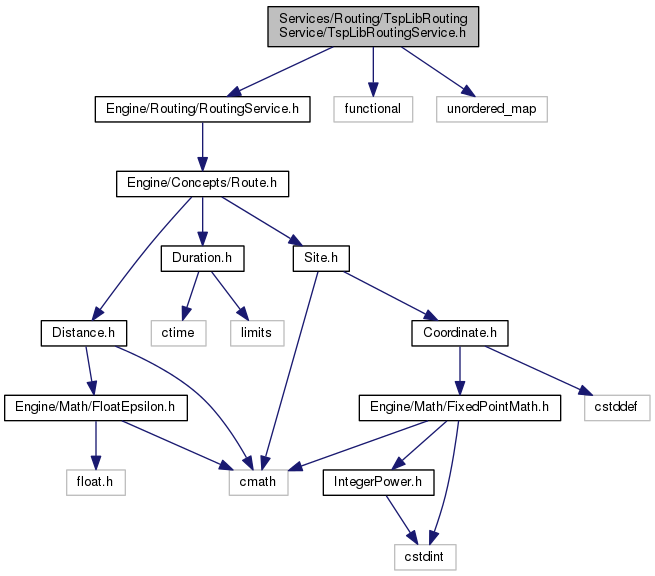 Services/Routing/TspLibRouting
Service/TspLibRoutingService.h
Engine/Routing/RoutingService.h
functional
unordered_map
Engine/Concepts/Route.h
Duration.h
Site.h
Distance.h
ctime
limits
Coordinate.h
Engine/Math/FloatEpsilon.h
Engine/Math/FixedPointMath.h
cstddef
float.h
cmath
IntegerPower.h
cstdint